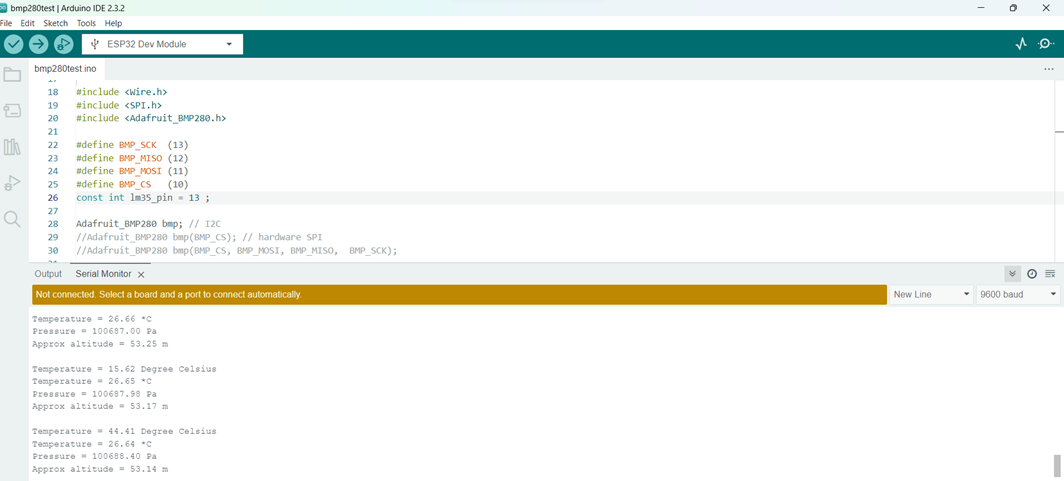 bmp280test | Arduino IDE 2.3.2
File Edit Sketch Tools Help
ESP32 Dev Module
bmp280test.ino
18 #include <Wire.h>
19 #include <SPI.h>
20 #include <Adafruit_BMP280.h>
21
22 #define BMP_SCK  (13)
23 #define BMP_MISO (12)
24 #define BMP_MOSI (11)
25 #define BMP_CS   (10)
26 const int lm35_pin = 13 ;
27
28 Adafruit_BMP280 bmp; // I2C
29 //Adafruit_BMP280 bmp(BMP_CS); // hardware SPI
30 //Adafruit_BMP280 bmp(BMP_CS, BMP_MOSI, BMP_MISO,  BMP_SCK);
Output Serial Monitor
Not connected. Select a board and a port to connect automatically. New Line 9600 baud
Temperature = 26.66 *C
Pressure = 100687.00 Pa
Approx altitude = 53.25 m
Temperature = 15.62 Degree Celsius
Temperature = 26.65 *C
Pressure = 100687.98 Pa
Approx altitude = 53.17 m
Temperature = 44.41 Degree Celsius
Temperature = 26.64 *C
Pressure = 100688.40 Pa
Approx altitude = 53.14 m